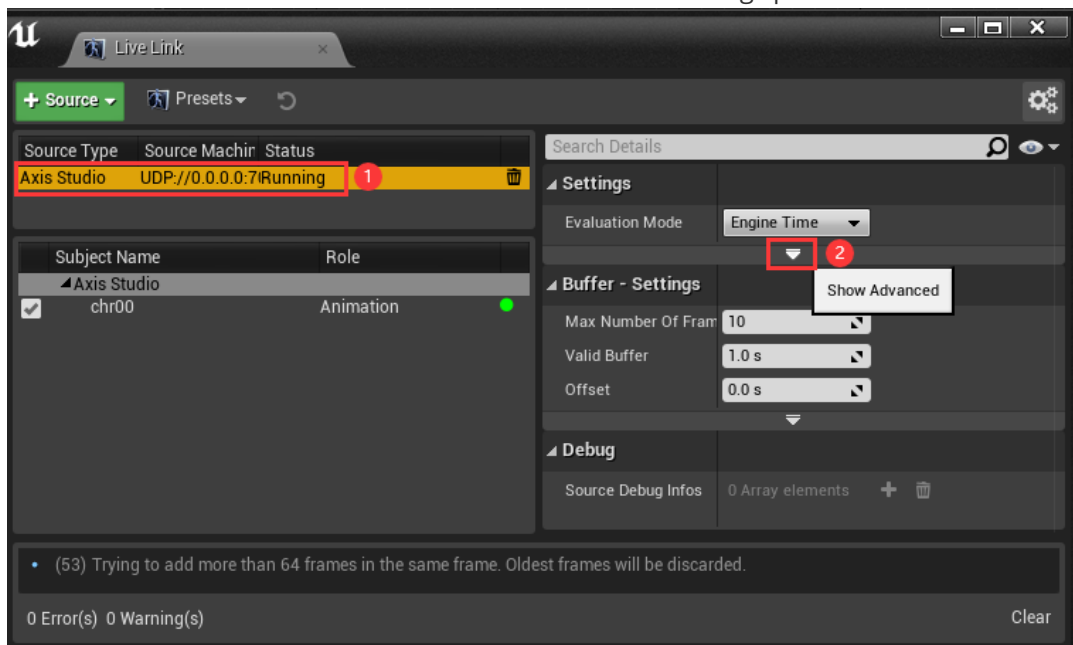 Live Link
+ Source Presets
Source Type Source Machin Status
Axis Studio UDP://0.0.0.0:7 Running 1
Subject Name Role
Axis Studio
chr00 Animation
Search Details
Settings
Evaluation Mode Engine Time
2
Show Advanced
Buffer - Settings
Max Number Of Fram 10
Valid Buffer 1.0 s
Offset 0.0 s
Debug
Source Debug Infos 0 Array elements
• (53) Trying to add more than 64 frames in the same frame. Oldest frames will be discarded.
0 Error(s) 0 Warning(s) Clear